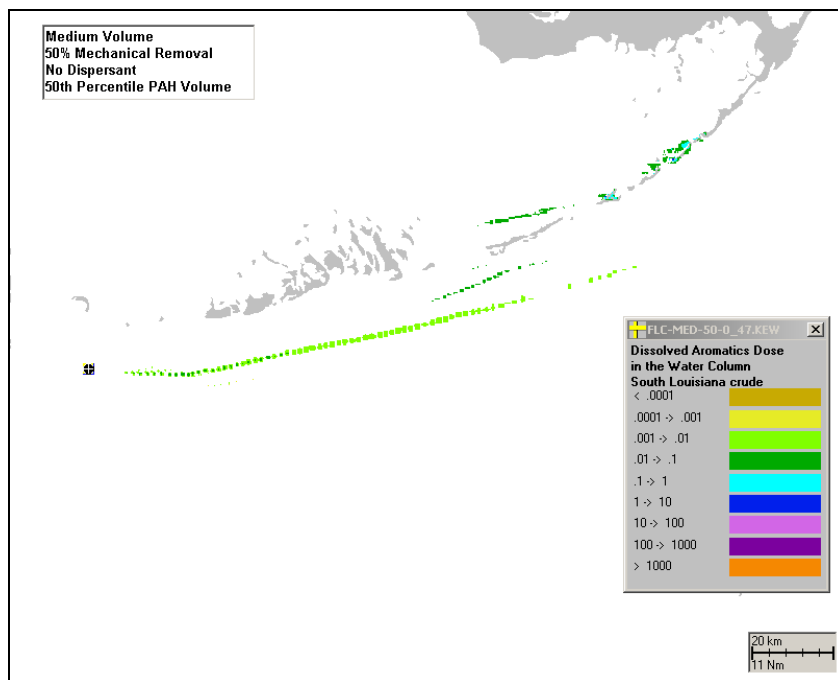 Medium Volume
50% Mechanical Removal
No Dispersant
50th Percentile PAH Volume
FLC-MED-50-0_47.KEW
Dissolved Aromatics Dose
in the Water Column
South Louisiana crude
< .0001
.0001 -> .001
.001 -> .01
.01 -> .1
.1 -> 1
1 -> 10
10 -> 100
100 -> 1000
> 1000
20 km
11 Nm